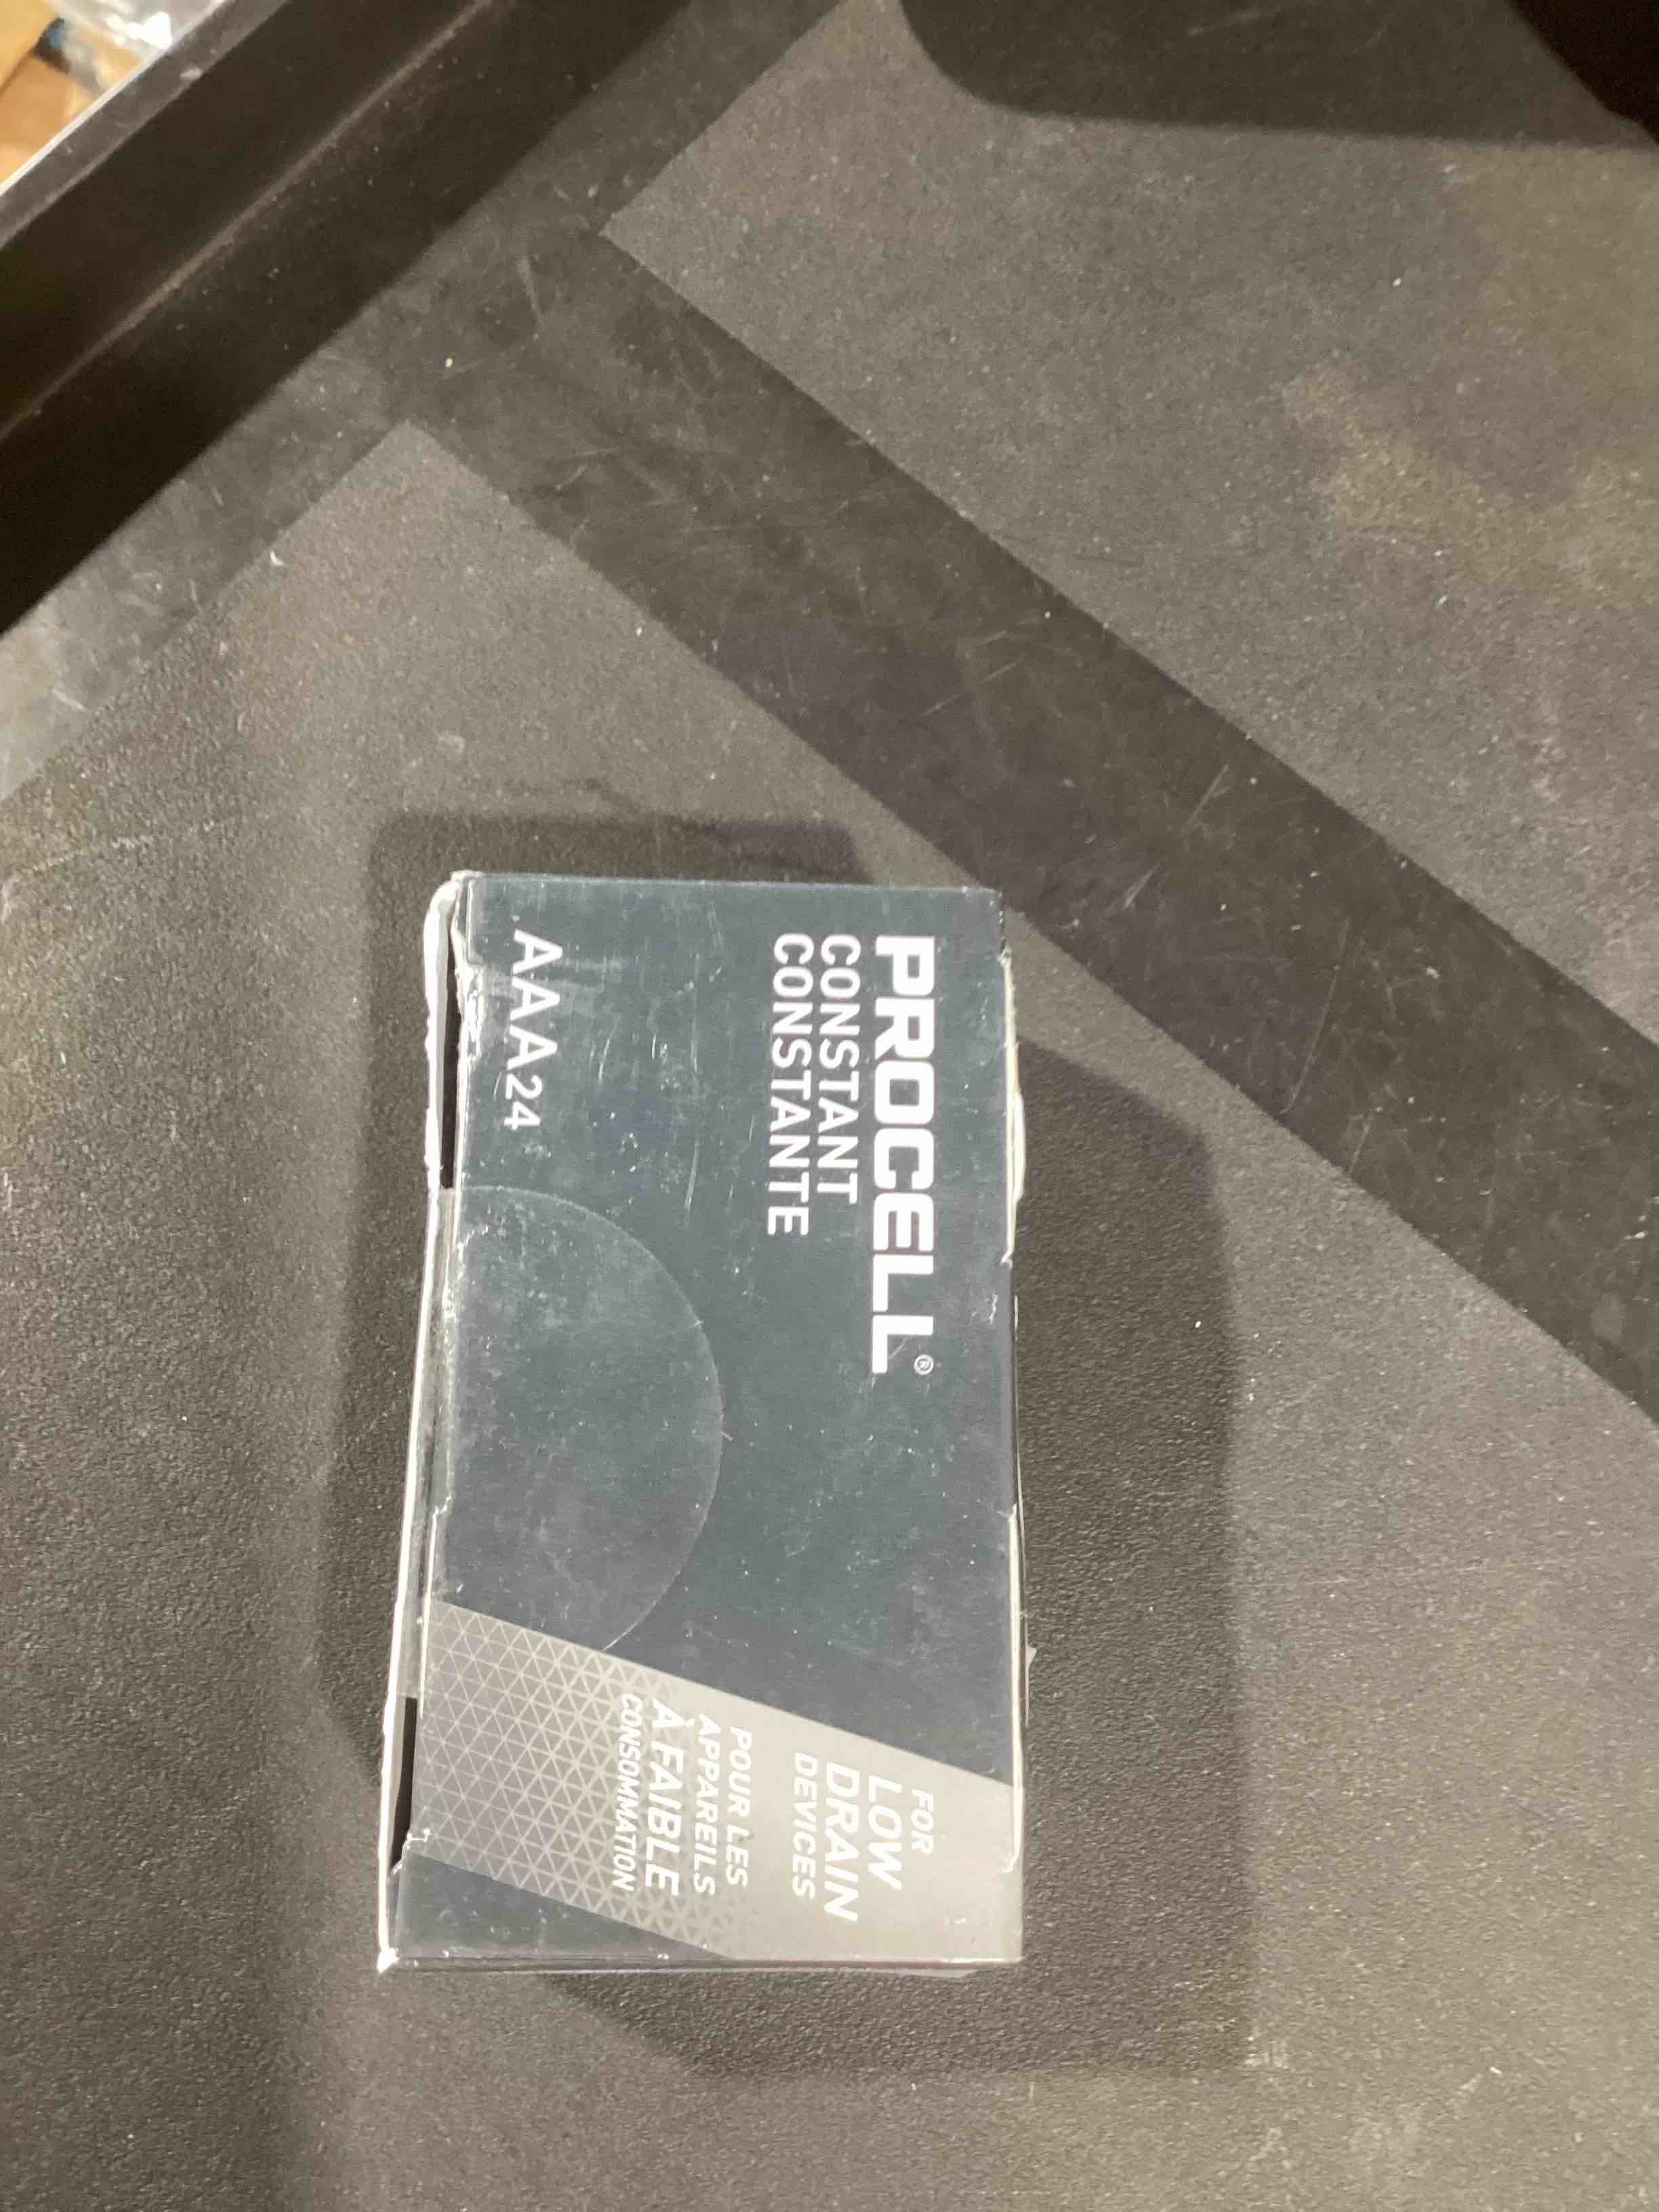 PROCELL®
CONSTANT
CONSTANTE
AAA24
FOR
LOW
DRAIN
DEVICES
POUR LES
APPAREILS
À FAIBLE
CONSOMMATION